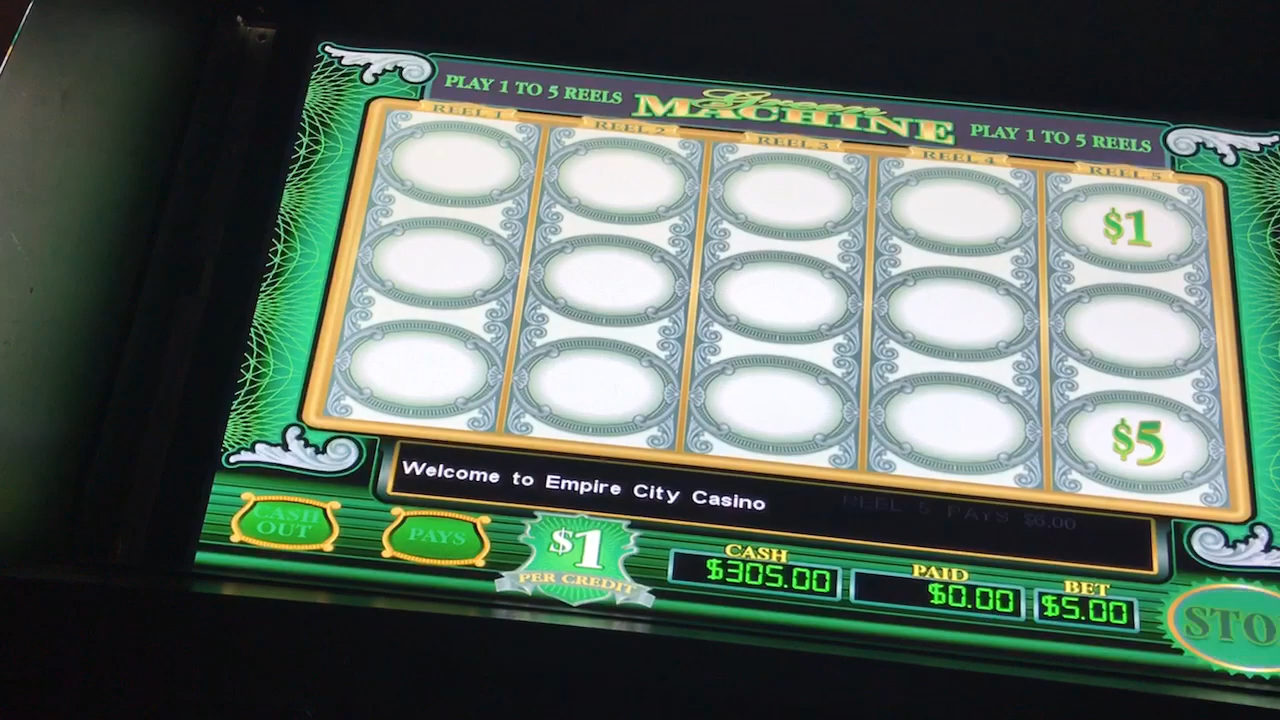 PLAY 1 TO 5 REELS
Green
MACHINE
PLAY 1 TO 5 REELS
REEL 1
REEL 2
REEL 3
REEL 4
REEL 5
$1
$5
Welcome to Empire City Casino
REEL 5 PAYS $6.00
CASH
OUT
PAYS
$1
PER CREDIT
CASH
$305.00
PAID
$0.00
BET
$5.00
STO